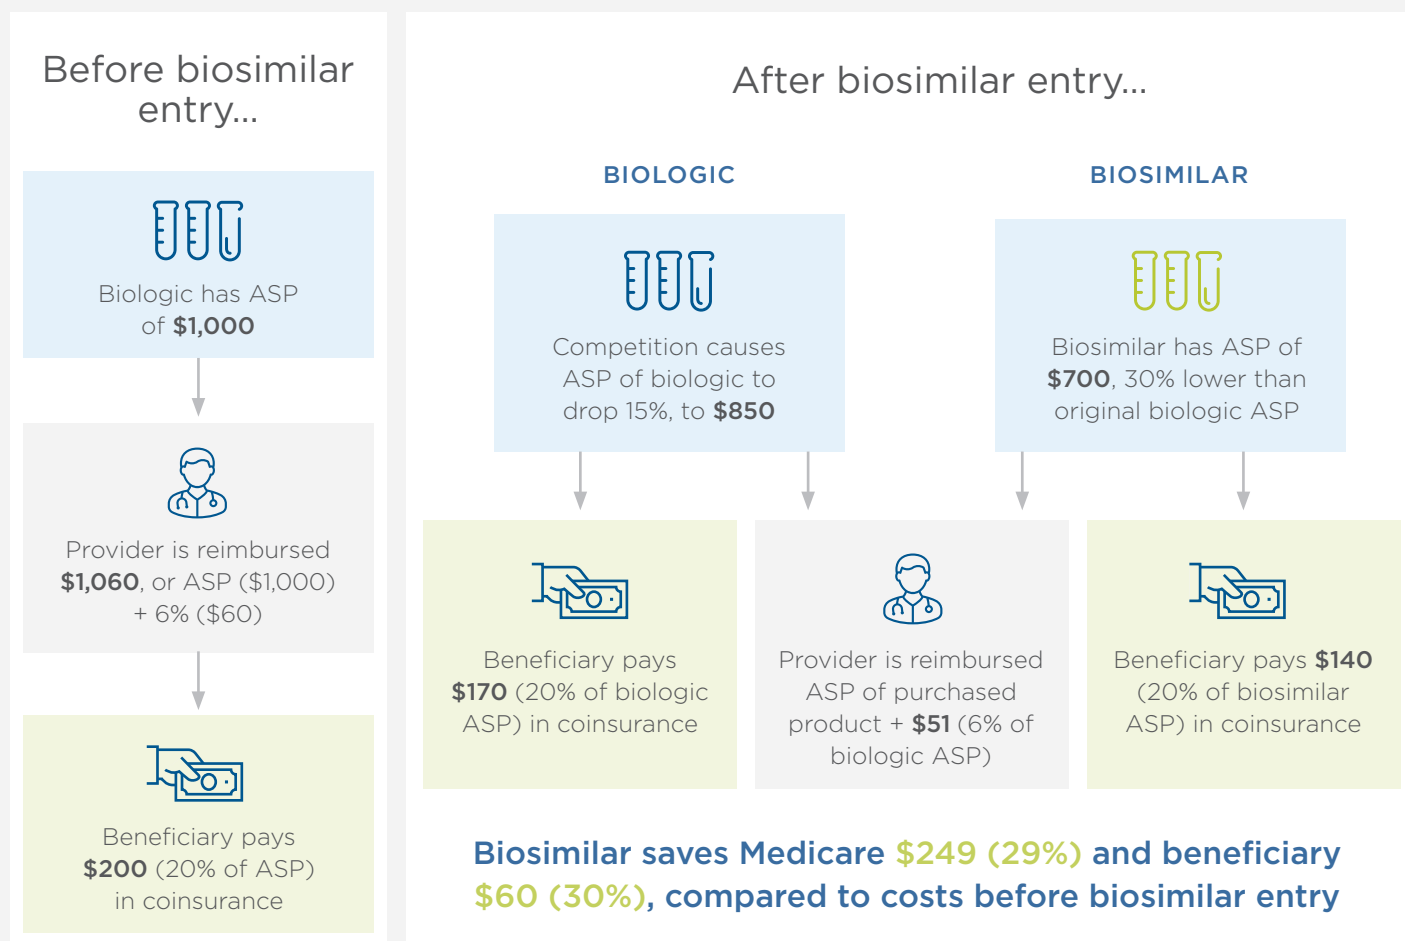 Before biosimilar
entry...
Biologic has ASP
of $1,000
Provider is reimbursed
$1,060, or ASP ($1,000)
+ 6% ($60)
Beneficiary pays
$200 (20% of ASP)
in coinsurance
After biosimilar entry...
BIOLOGIC
Competition causes
ASP of biologic to
drop 15%, to $850
BIOSIMILAR
Biosimilar has ASP of
$700, 30% lower than
original biologic ASP
Beneficiary pays
$170 (20% of biologic
ASP) in coinsurance
Provider is reimbursed
ASP of purchased
product + $51 (6% of
biologic ASP)
Beneficiary pays $140
(20% of biosimilar
ASP) in coinsurance
Biosimilar saves Medicare $249 (29%) and beneficiary
$60 (30%), compared to costs before biosimilar entry